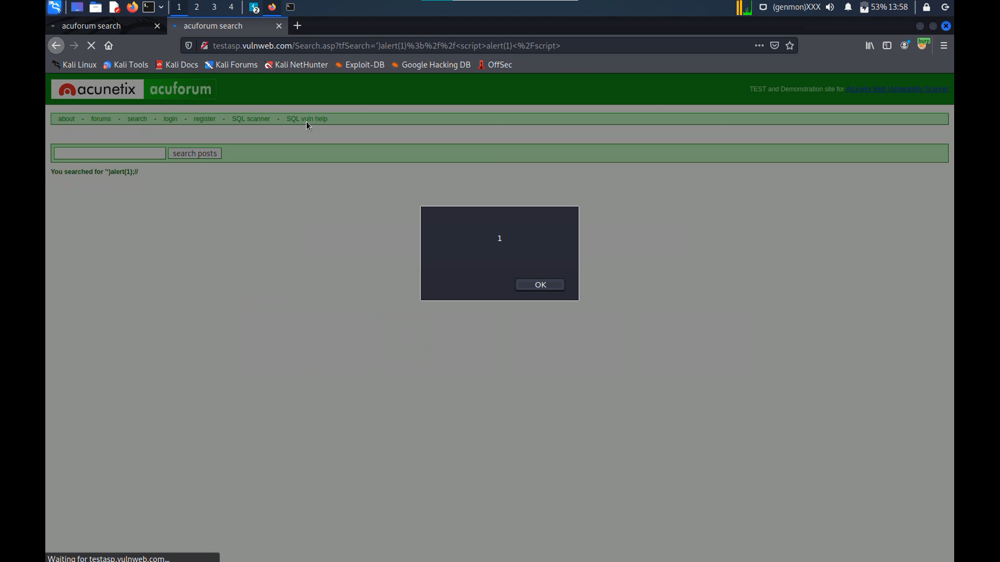 1 2 3 4 2 (genmon)XXX 53% 13:58
acuforum search acuforum search
testasp.vulnweb.com/Search.asp?tfSearch=')alert(1)%3b%2f%2f<script>alert(1)<%2Fscript> burp
Kali Linux Kali Tools Kali Docs Kali Forums Kali NetHunter Exploit-DB Google Hacking DB OffSec
acunetix acuforum TEST and Demonstration site for Acunetix Web Vulnerability Scanner
about - forums - search - login - register - SQL scanner - SQL vuln help
search posts
You searched for '')alert(1);//
1
OK
Waiting for testasp.vulnweb.com...